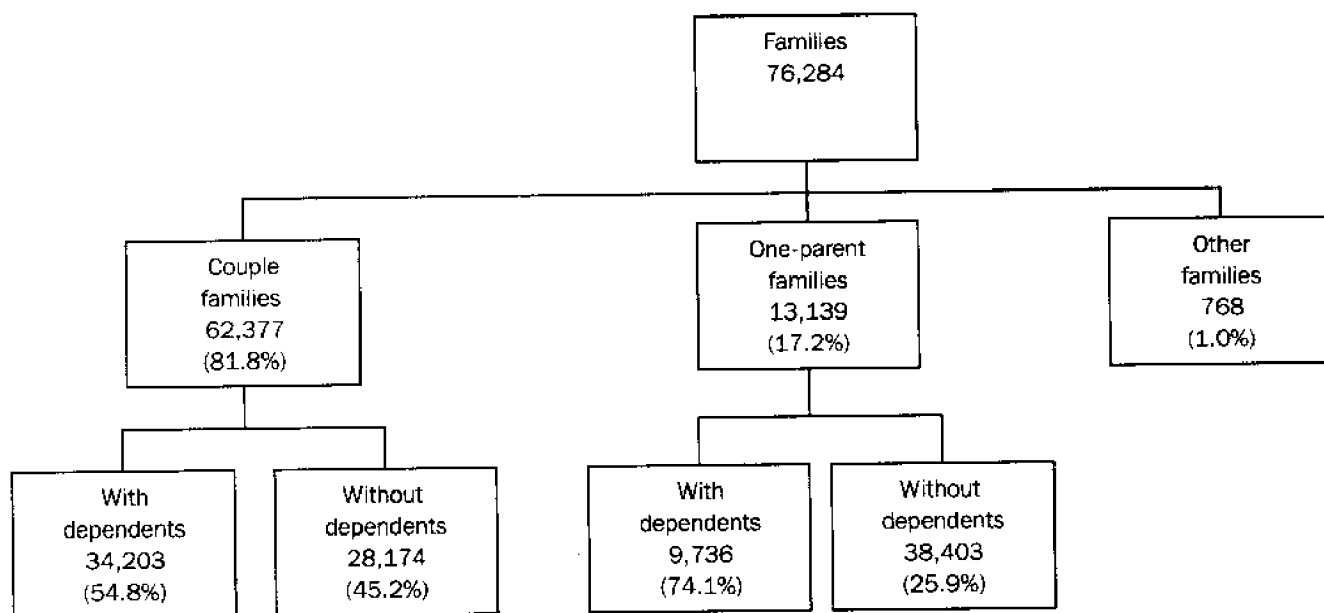 Families
76,284
Couple
families
62,377
(81.8%)
One-parent
families
13,139
(17.2%)
Other
families
768
(1.0%)
With
dependents
34,203
(54.8%)
Without
dependents
28,174
(45.2%)
With
dependents
9,736
(74.1%)
Without
dependents
38,403
(25.9%)